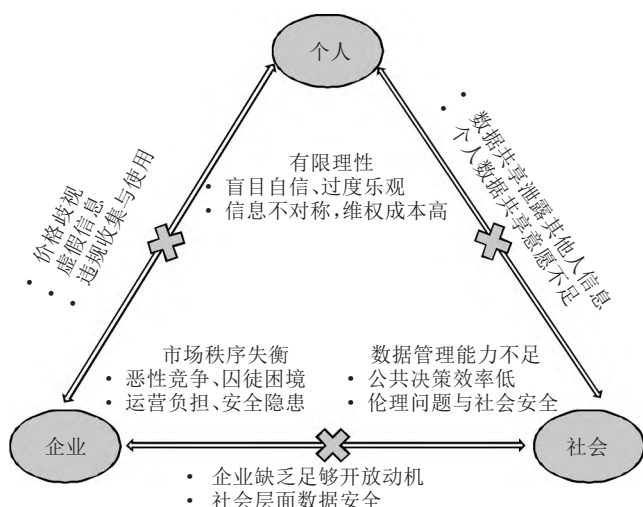 个人
• 价格歧视
• 虚假信息
• 违规收集与使用
• 数据共享泄露其他人信息
• 个人数据共享意愿不足
有限理性
• 盲目自信、过度乐观
• 信息不对称,维权成本高
市场秩序失衡
• 恶性竞争、囚徒困境
• 运营负担、安全隐患
数据管理能力不足
• 公共决策效率低
• 伦理问题与社会安全
企业
社会
• 企业缺乏足够开放动机
• 社会层面数据安全